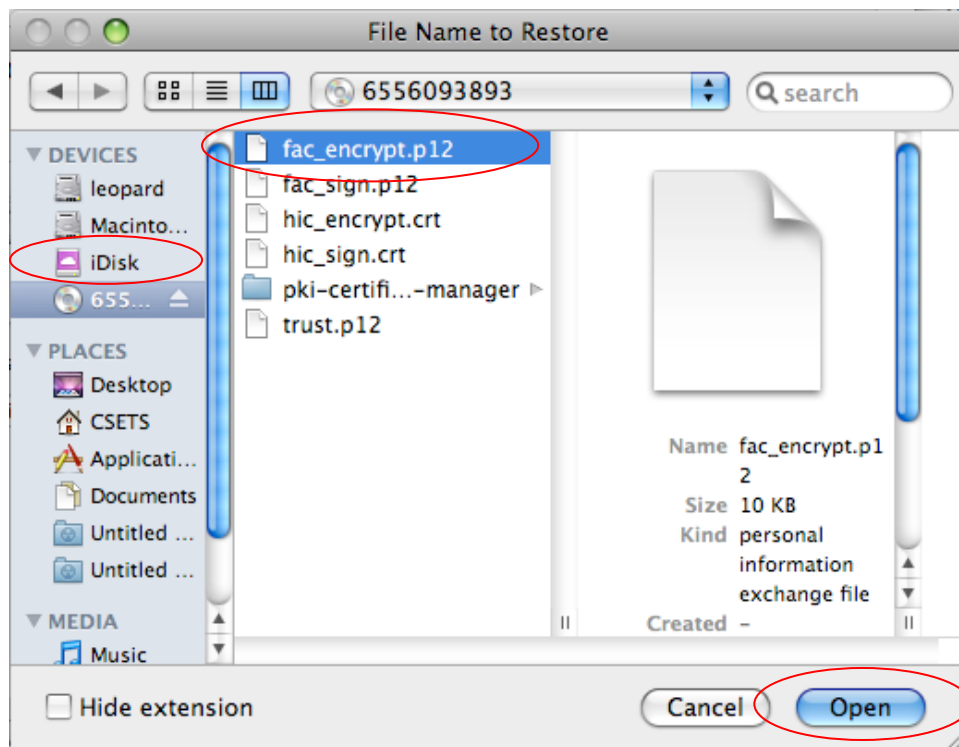 File Name to Restore
6556093893
search
DEVICES
leopard
Macinto...
iDisk
655...
PLACES
Desktop
CSETS
Applicati...
Documents
Untitled ...
Untitled ...
MEDIA
Music
fac_encrypt.p12
fac_sign.p12
hic_encrypt.crt
hic_sign.crt
pki-certifi...-manager
trust.p12
Name fac_encrypt.p1
2
Size 10 KB
Kind personal
information
exchange file
Created –
Hide extension
Cancel
Open